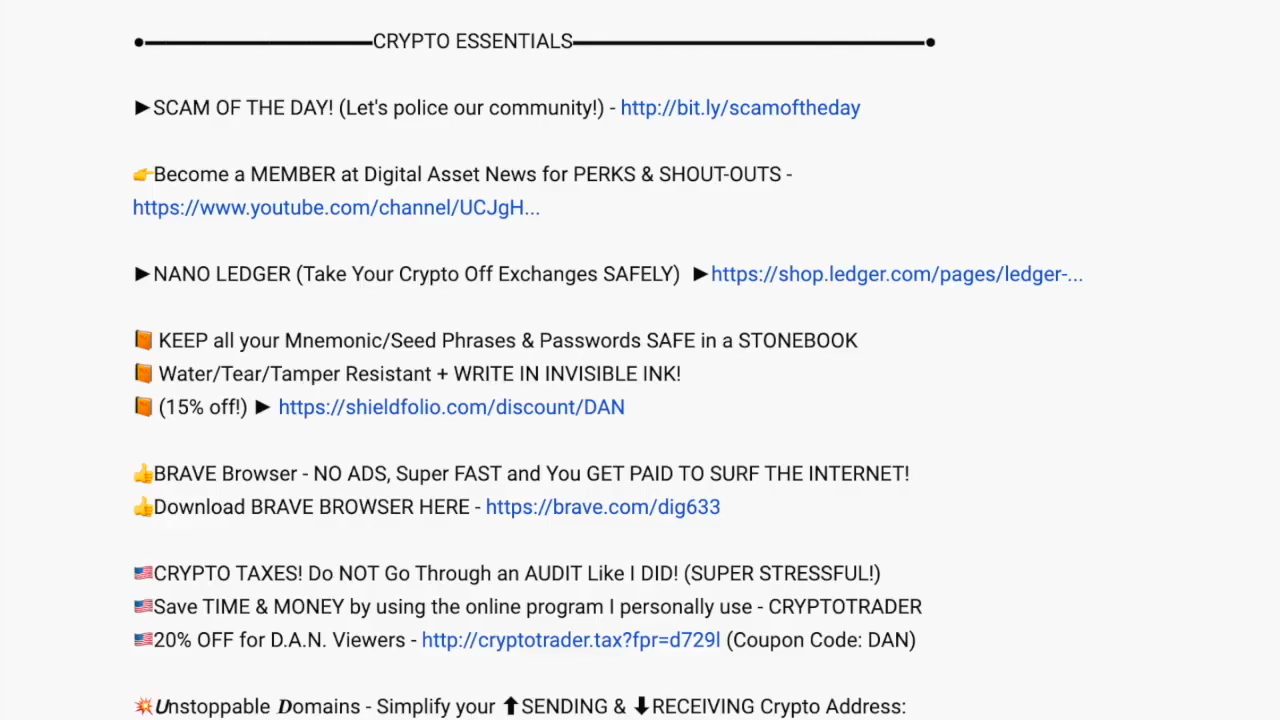 ●▬▬▬▬▬▬▬▬▬▬CRYPTO ESSENTIALS▬▬▬▬▬▬▬▬▬▬▬▬▬▬▬●
►SCAM OF THE DAY! (Let's police our community!) - http://bit.ly/scamoftheday
👉Become a MEMBER at Digital Asset News for PERKS & SHOUT-OUTS -
https://www.youtube.com/channel/UCJgH...
►NANO LEDGER (Take Your Crypto Off Exchanges SAFELY) ►https://shop.ledger.com/pages/ledger-...
📙 KEEP all your Mnemonic/Seed Phrases & Passwords SAFE in a STONEBOOK
📙 Water/Tear/Tamper Resistant + WRITE IN INVISIBLE INK!
📙 (15% off!) ► https://shieldfolio.com/discount/DAN
👍BRAVE Browser - NO ADS, Super FAST and You GET PAID TO SURF THE INTERNET!
👍Download BRAVE BROWSER HERE - https://brave.com/dig633
🇺🇸CRYPTO TAXES! Do NOT Go Through an AUDIT Like I DID! (SUPER STRESSFUL!)
🇺🇸Save TIME & MONEY by using the online program I personally use - CRYPTOTRADER
🇺🇸20% OFF for D.A.N. Viewers - http://cryptotrader.tax?fpr=d729l (Coupon Code: DAN)
💥𝙐nstoppable 𝑫omains - Simplify your ⬆SENDING & ⬇RECEIVING Crypto Address: